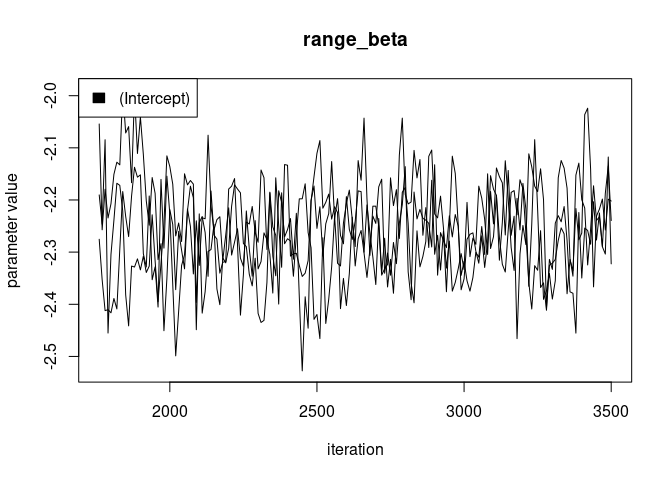 range_beta
(Intercept)
-2.0
-2.1
-2.2
-2.3
-2.4
-2.5
parameter value
2000 2500 3000 3500
iteration